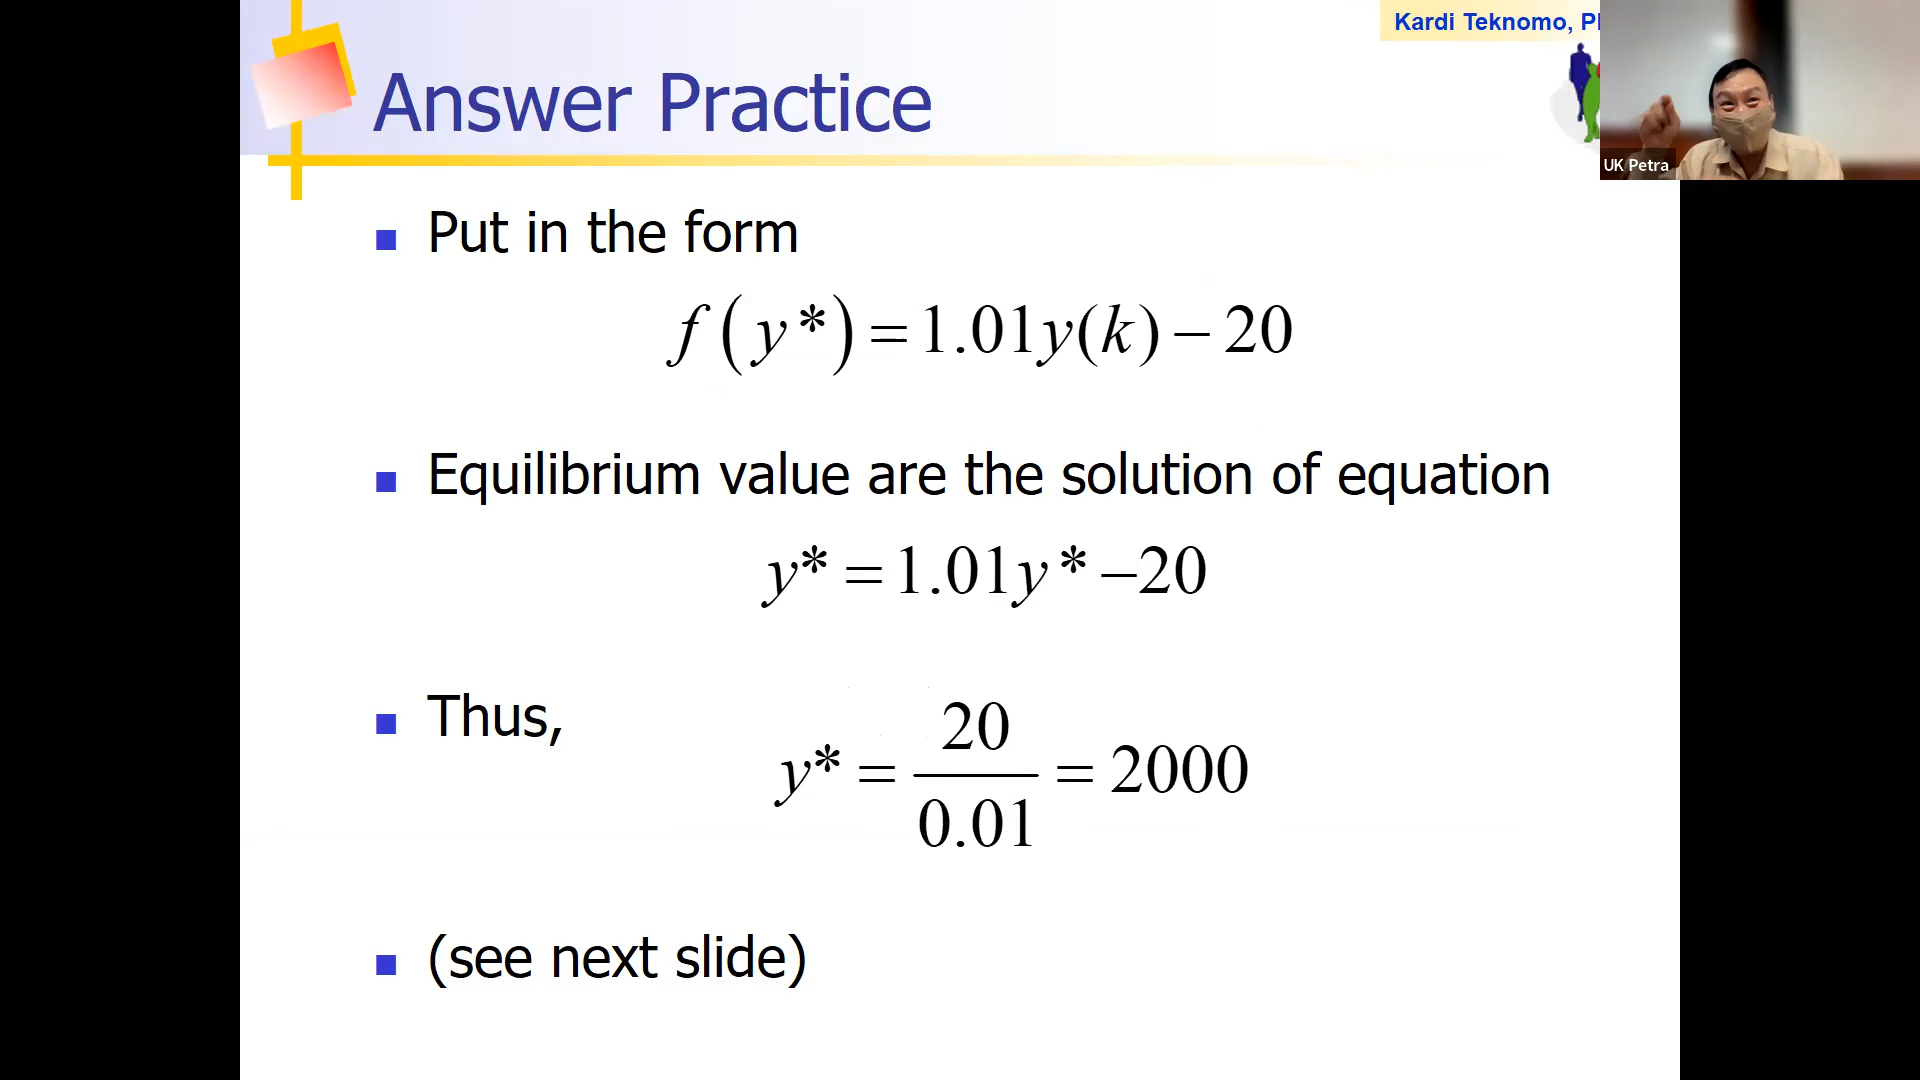 Kardi Teknomo, P
UK Petra
Answer Practice
Put in the form
f(y*) = 1.01y(k) − 20
Equilibrium value are the solution of equation
y* = 1.01y* −20
Thus,
y* = 20/0.01 = 2000
(see next slide)